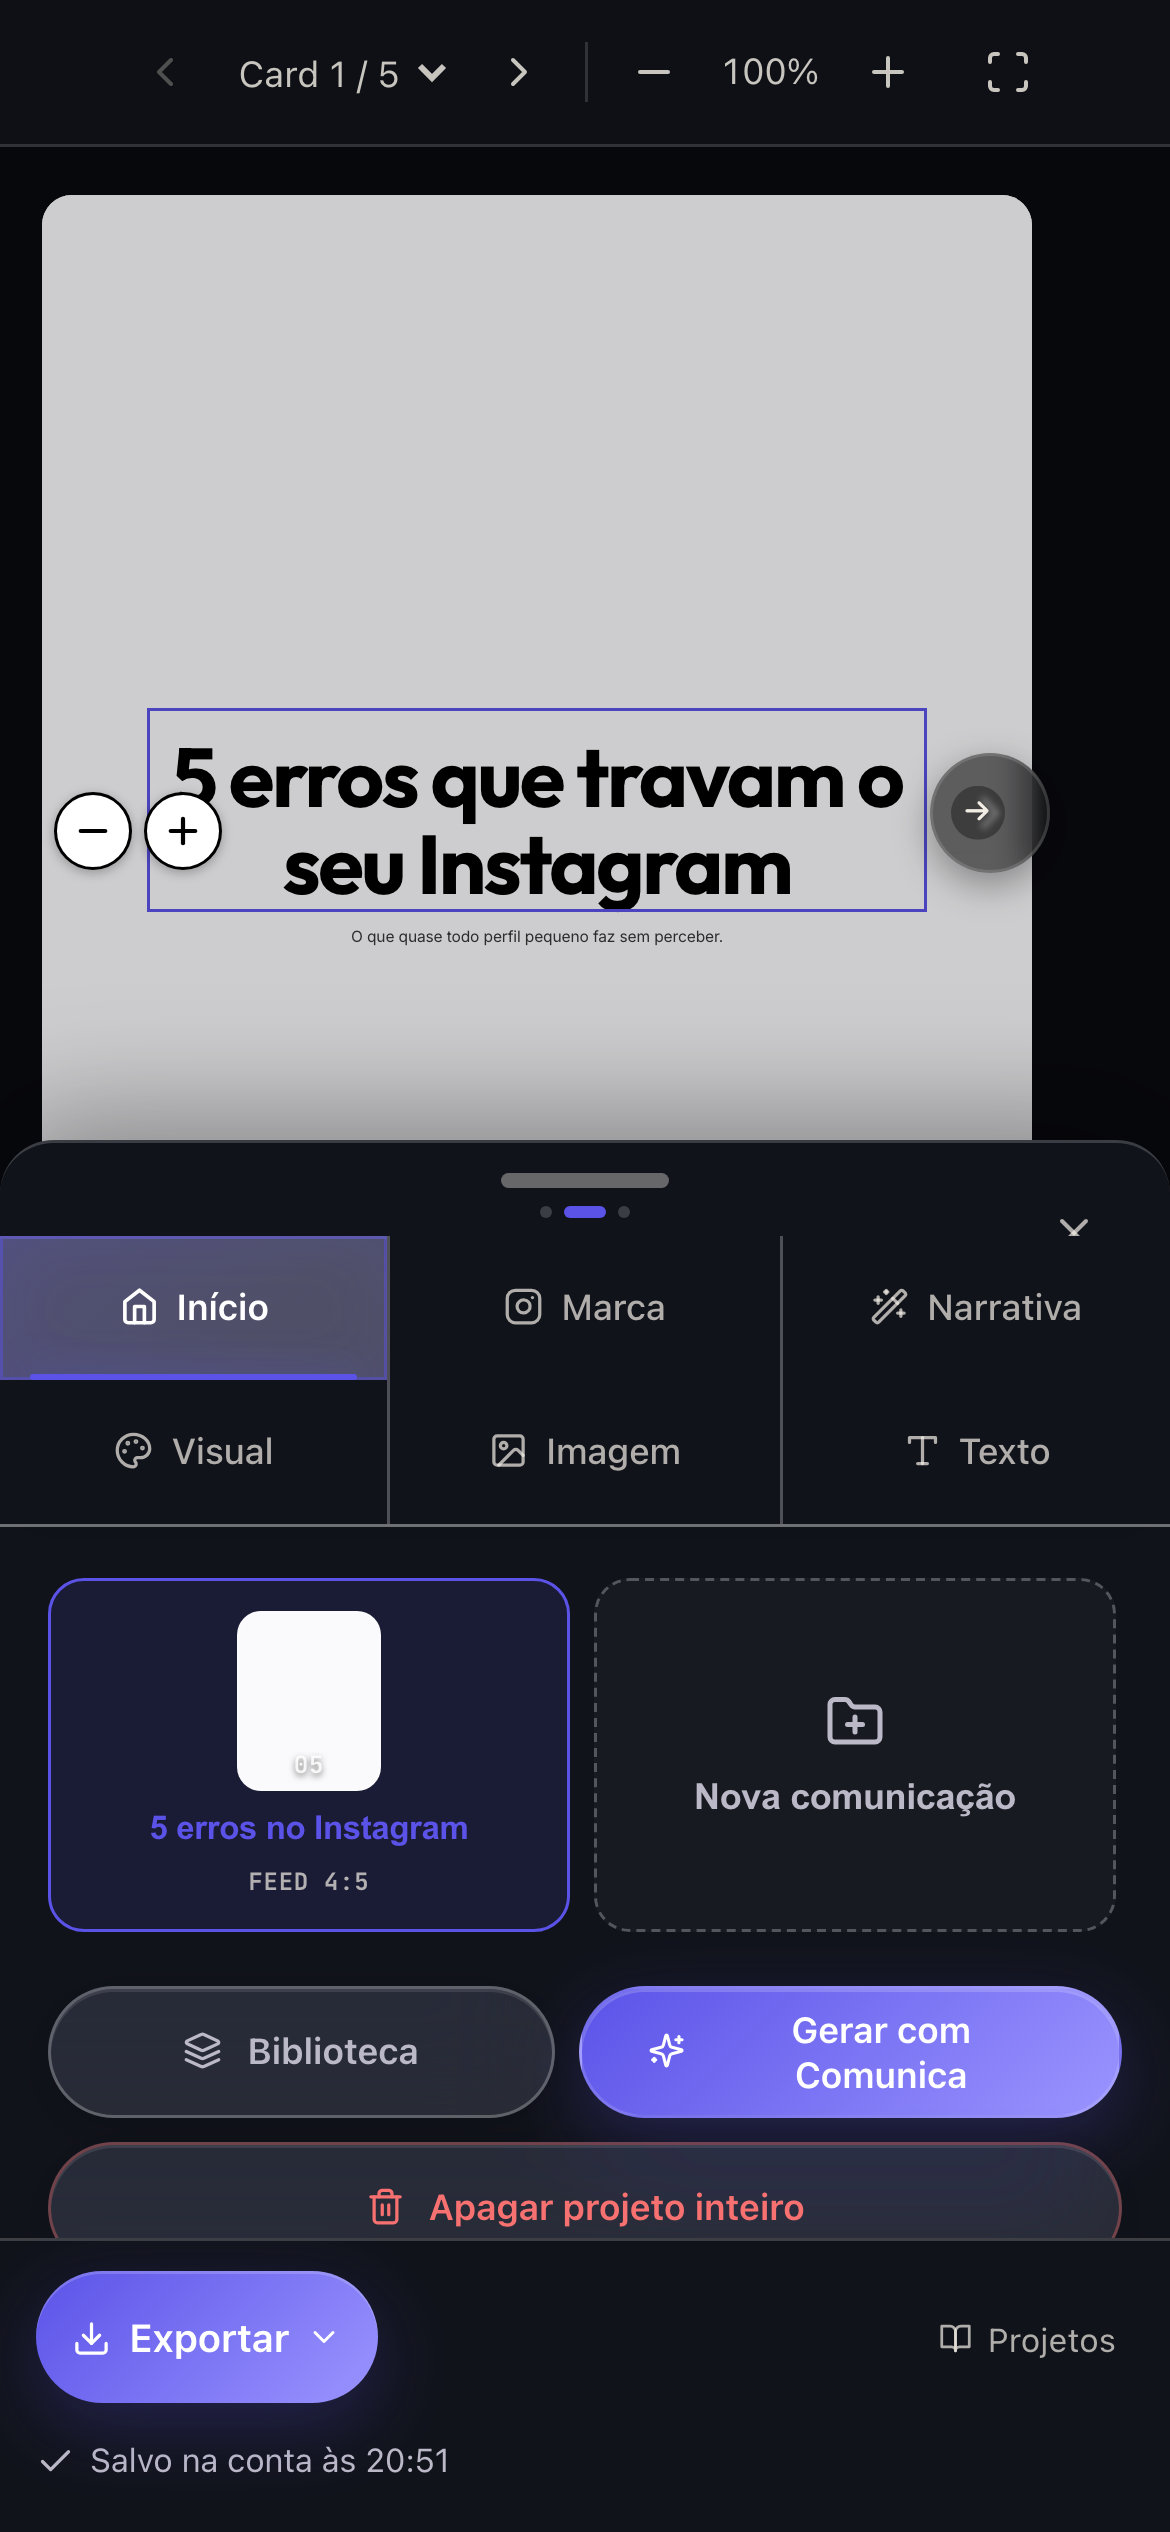 Card 1 / 5
100%
5 erros que travam o
seu Instagram
O que quase todo perfil pequeno faz sem perceber.
Início
Marca
Narrativa
Visual
Imagem
Texto
05
5 erros no Instagram
FEED 4:5
Nova comunicação
Biblioteca
Gerar com
Comunica
Apagar projeto inteiro
Exportar
Projetos
Salvo na conta às 20:51